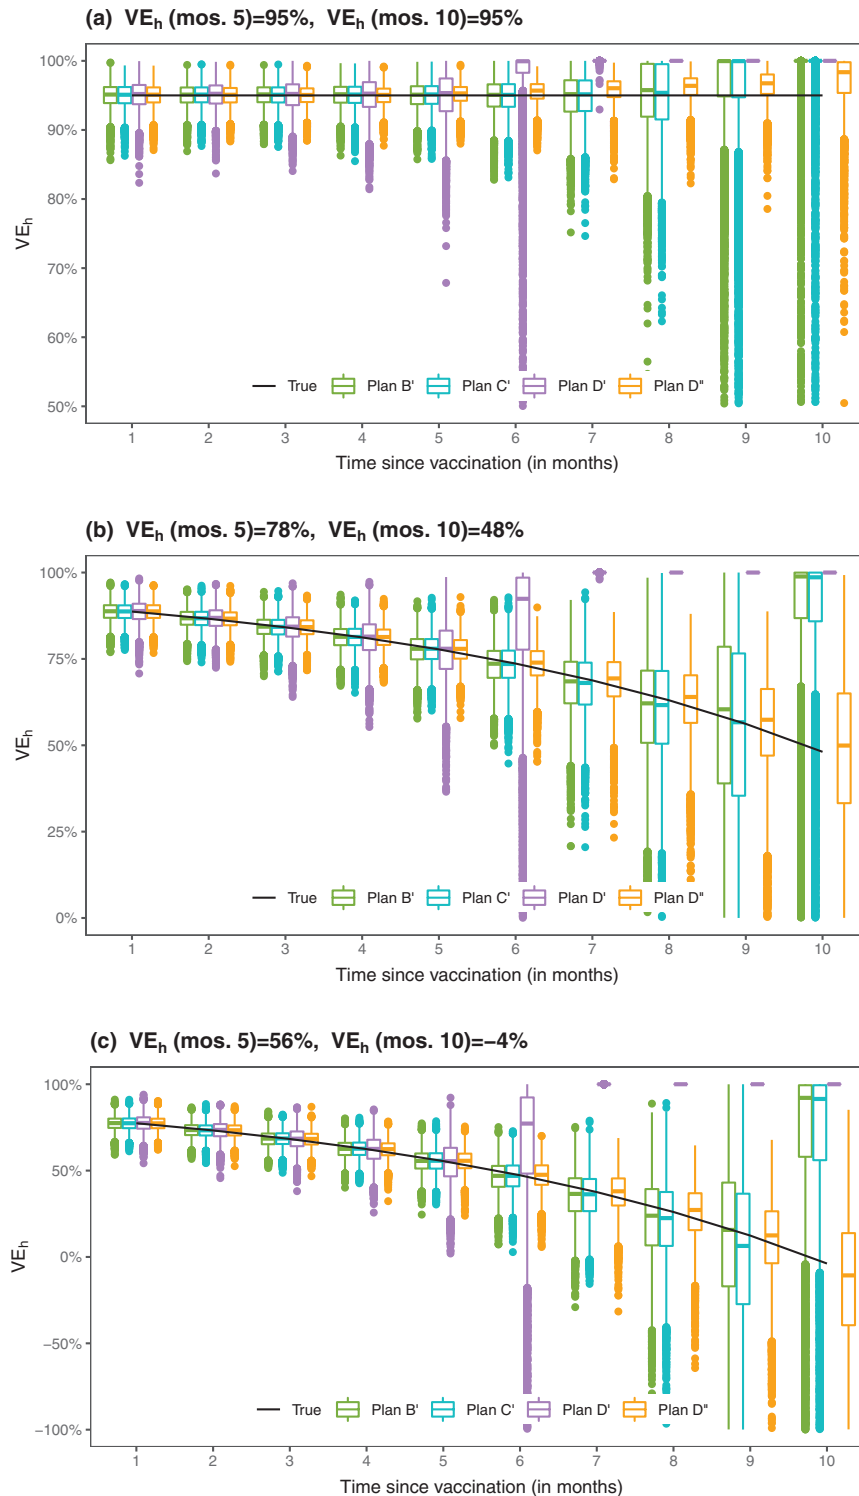 (a) VEh (mos. 5)=95%, VEh (mos. 10)=95%
100%
90%
80%
70%
60%
50%
VEh
True Plan B' Plan C' Plan D' Plan D"
1 2 3 4 5 6 7 8 9 10
Time since vaccination (in months)
(b) VEh (mos. 5)=78%, VEh (mos. 10)=48%
100%
75%
50%
25%
0%
VEh
True Plan B' Plan C' Plan D' Plan D"
1 2 3 4 5 6 7 8 9 10
Time since vaccination (in months)
(c) VEh (mos. 5)=56%, VEh (mos. 10)=−4%
100%
50%
0%
−50%
−100%
VEh
True Plan B' Plan C' Plan D' Plan D"
1 2 3 4 5 6 7 8 9 10
Time since vaccination (in months)